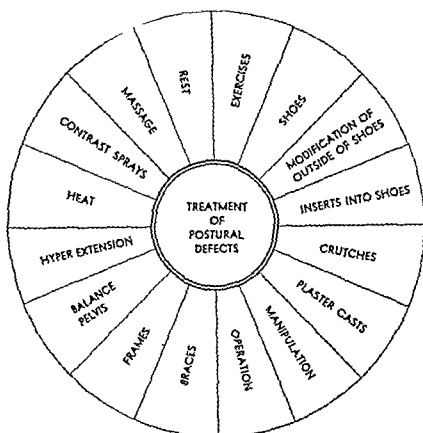 TREATMENT
OF
POSTURAL
DEFECTS
EXERCISES
SHOES
MODIFICATION OF
OUTSIDE OF SHOES
INSERTS INTO SHOES
CRUTCHES
PLASTER CASTS
MANIPULATION
OPERATION
BRACES
FRAMES
BALANCE
PELVIS
HYPER EXTENSION
HEAT
CONTRAST SPRAYS
MASSAGE
REST